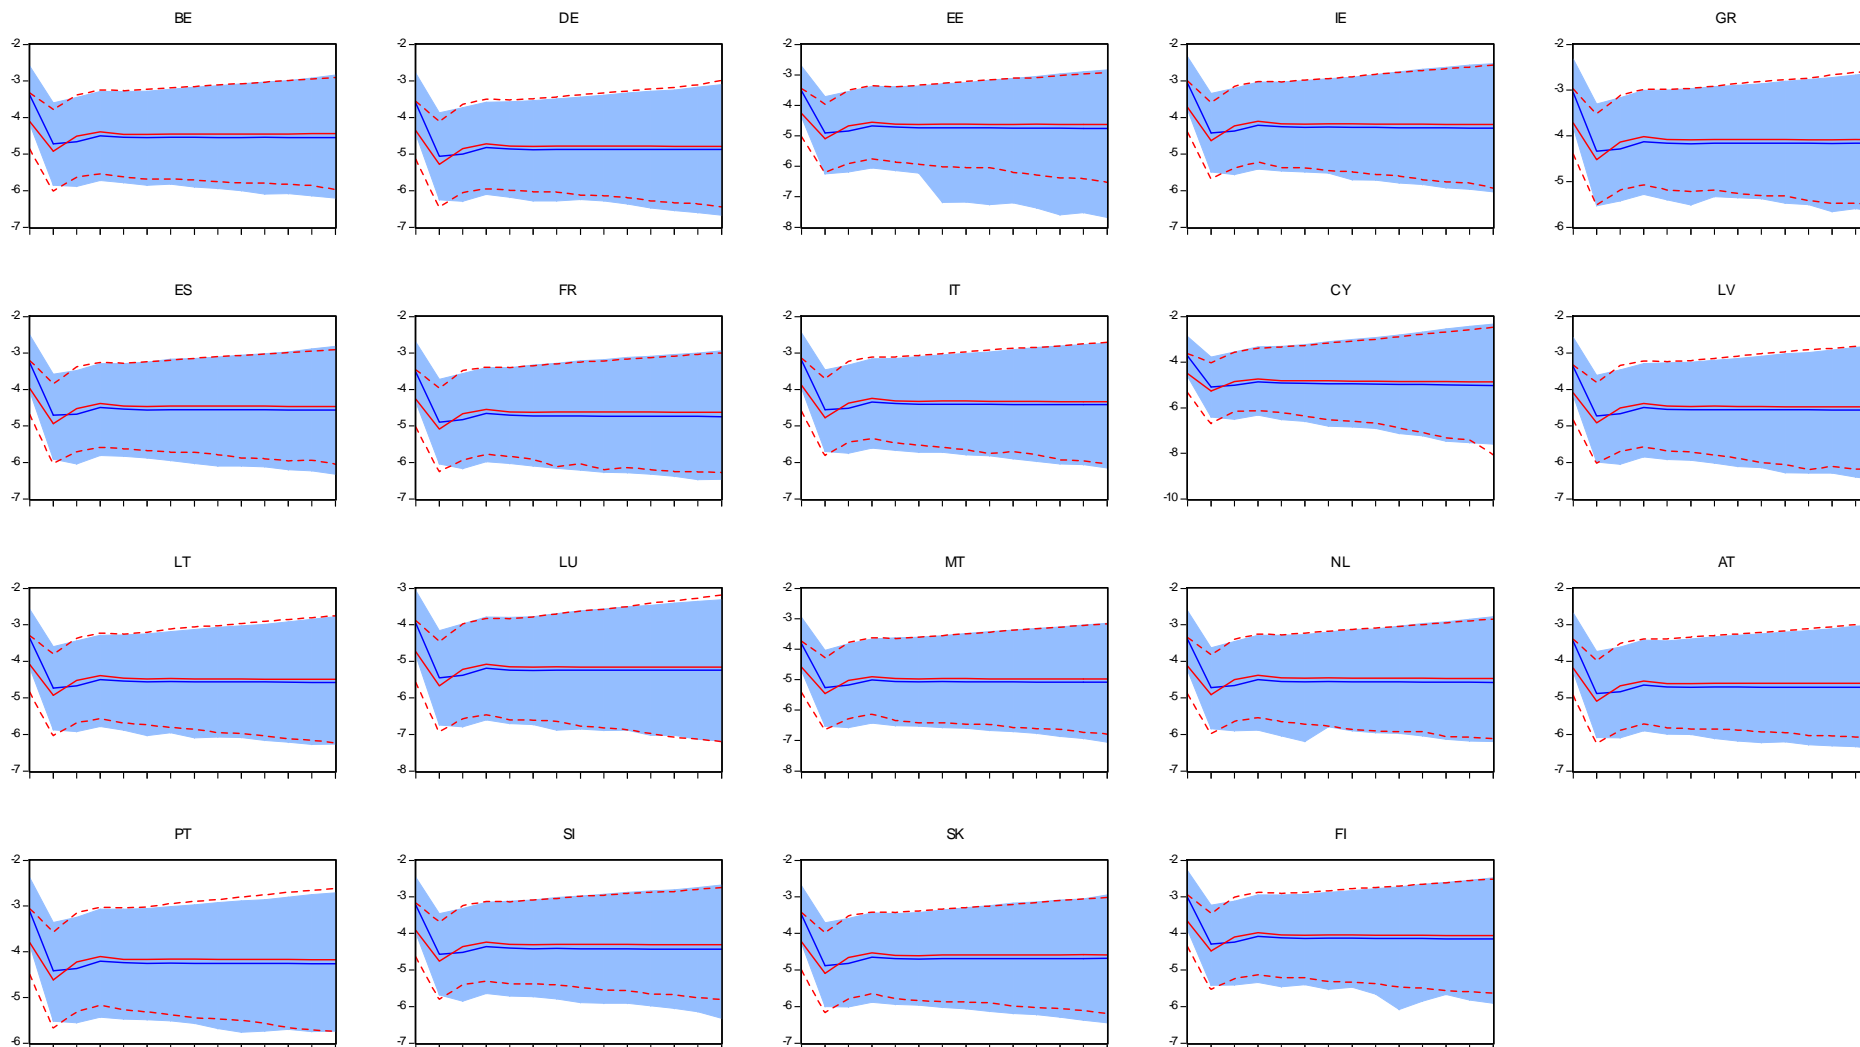 BE DE EE IE GR
-2 -2 -2 -2 -2
-3 -3 -3 -3 -3
-4 -4 -4 -4 -4
-5 -5 -5 -5 -5
-6 -6 -6 -6 -6
-7 -7 -7 -7
-8
ES FR IT CY LV
-2 -2 -2 -2 -2
-3 -3 -3 -4 -3
-4 -4 -4 -6 -4
-5 -5 -5 -8 -5
-6 -6 -6 -10 -6
-7 -7 -7 -7
LT LU MT NL AT
-2 -3 -2 -2 -2
-3 -4 -3 -3 -3
-4 -5 -4 -4 -4
-5 -6 -5 -5 -5
-6 -7 -6 -6 -6
-7 -8 -7 -7 -7
-8
PT SI SK FI
-2 -2 -2 -2
-3 -3 -3 -3
-4 -4 -4 -4
-5 -5 -5 -5
-6 -6 -6 -6
-7 -7 -7